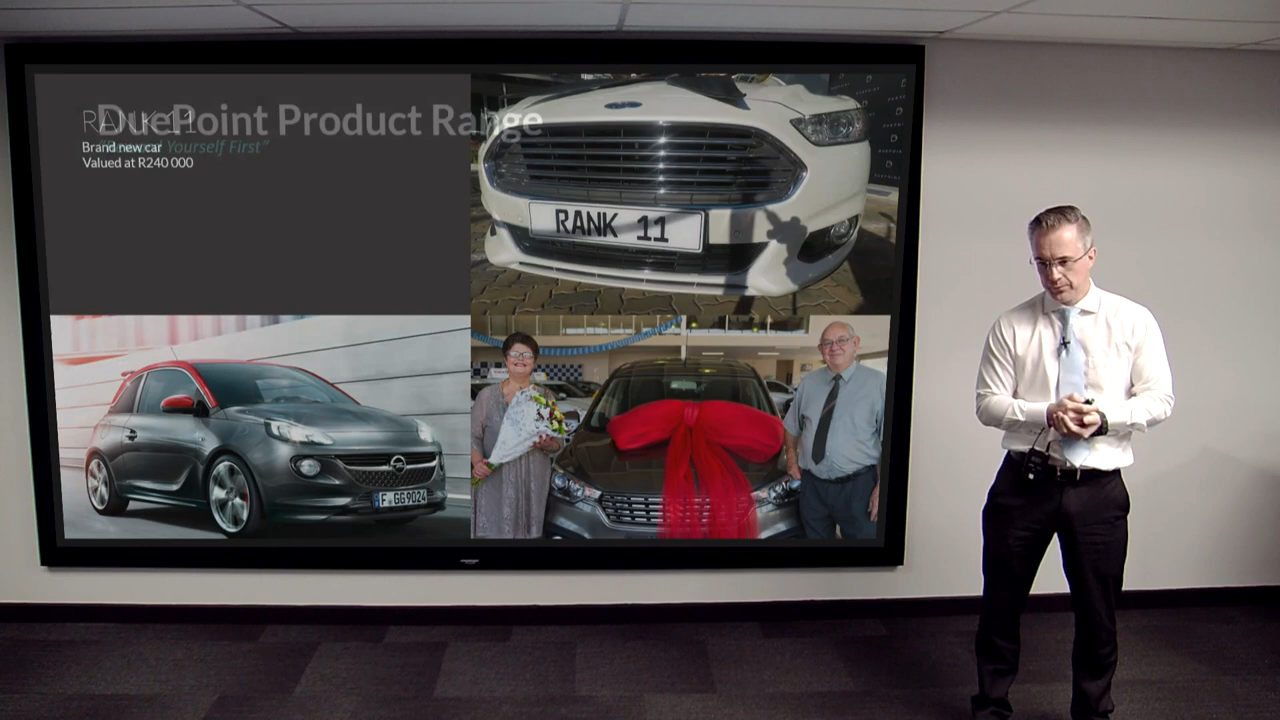 DuePoint Product Range
RANK 11
Yourself First"
Brand new car
Valued at R240 000
RANK 11
F GG9024